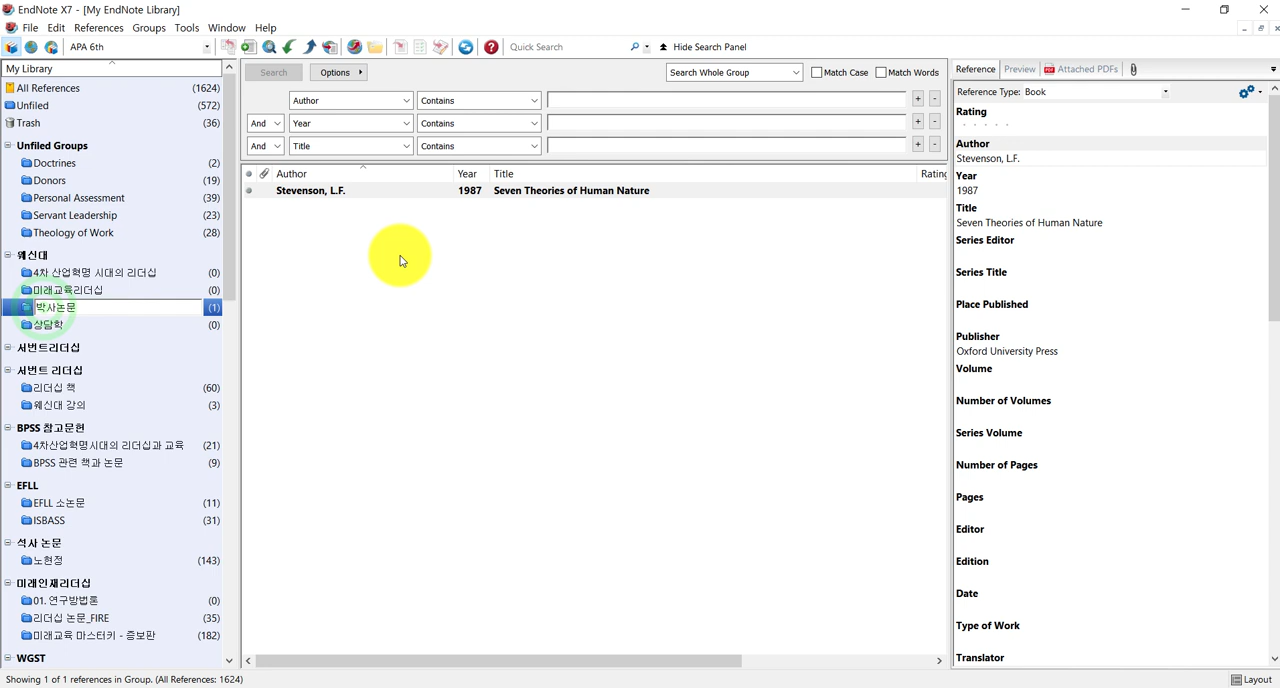 EndNote X7 - [My EndNote Library]
File Edit References Groups Tools Window Help
APA 6th
Quick Search
Hide Search Panel
My Library
All References (1624)
Unfiled (572)
Trash (36)
Unfiled Groups
Doctrines (2)
Donors (19)
Personal Assessment (39)
Servant Leadership (23)
Theology of Work (28)
웨신대
4차 산업혁명 시대의 리더십 (0)
미래교육리더십 (0)
박사논문 (1)
상담학 (0)
서번트리더십
서번트 리더십
리더십 책 (60)
웨신대 강의 (3)
BPSS 참고문헌
4차산업혁명시대의 리더십과 교육 (21)
BPSS 관련 책과 논문 (9)
EFLL
EFLL 소논문 (11)
ISBASS (31)
석사 논문
노현정 (143)
미래인재리더십
01. 연구방법론 (0)
리더십 논문_FIRE (35)
미래교육 마스터키 - 증보판 (182)
WGST
Search Options Search Whole Group Match Case Match Words
Author Contains
And Year Contains
And Title Contains
Author Year Title Rating
Stevenson, L.F. 1987 Seven Theories of Human Nature
Reference Preview Attached PDFs
Reference Type: Book
Rating
Author
Stevenson, L.F.
Year
1987
Title
Seven Theories of Human Nature
Series Editor
Series Title
Place Published
Publisher
Oxford University Press
Volume
Number of Volumes
Series Volume
Number of Pages
Pages
Editor
Edition
Date
Type of Work
Translator
Showing 1 of 1 references in Group. (All References: 1624)
Layout